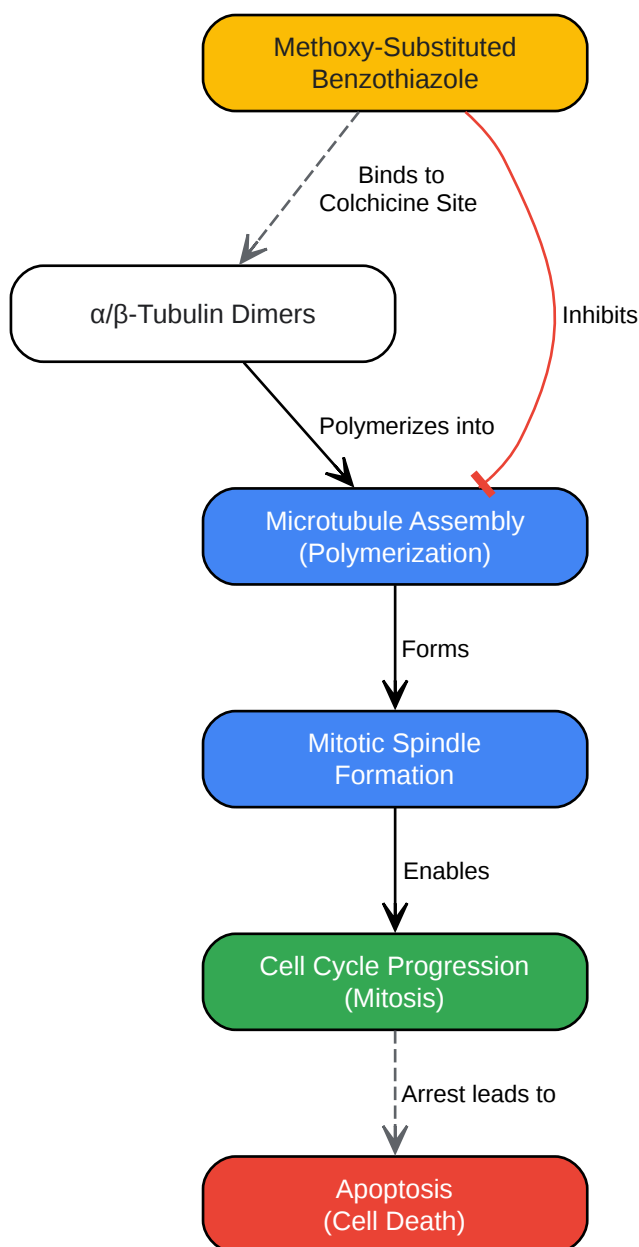 Methoxy-Substituted
Benzothiazole
Binds to
Colchicine Site
α/β-Tubulin Dimers
Inhibits
Polymerizes into
Microtubule Assembly
(Polymerization)
Forms
Mitotic Spindle
Formation
Enables
Cell Cycle Progression
(Mitosis)
Arrest leads to
Apoptosis
(Cell Death)